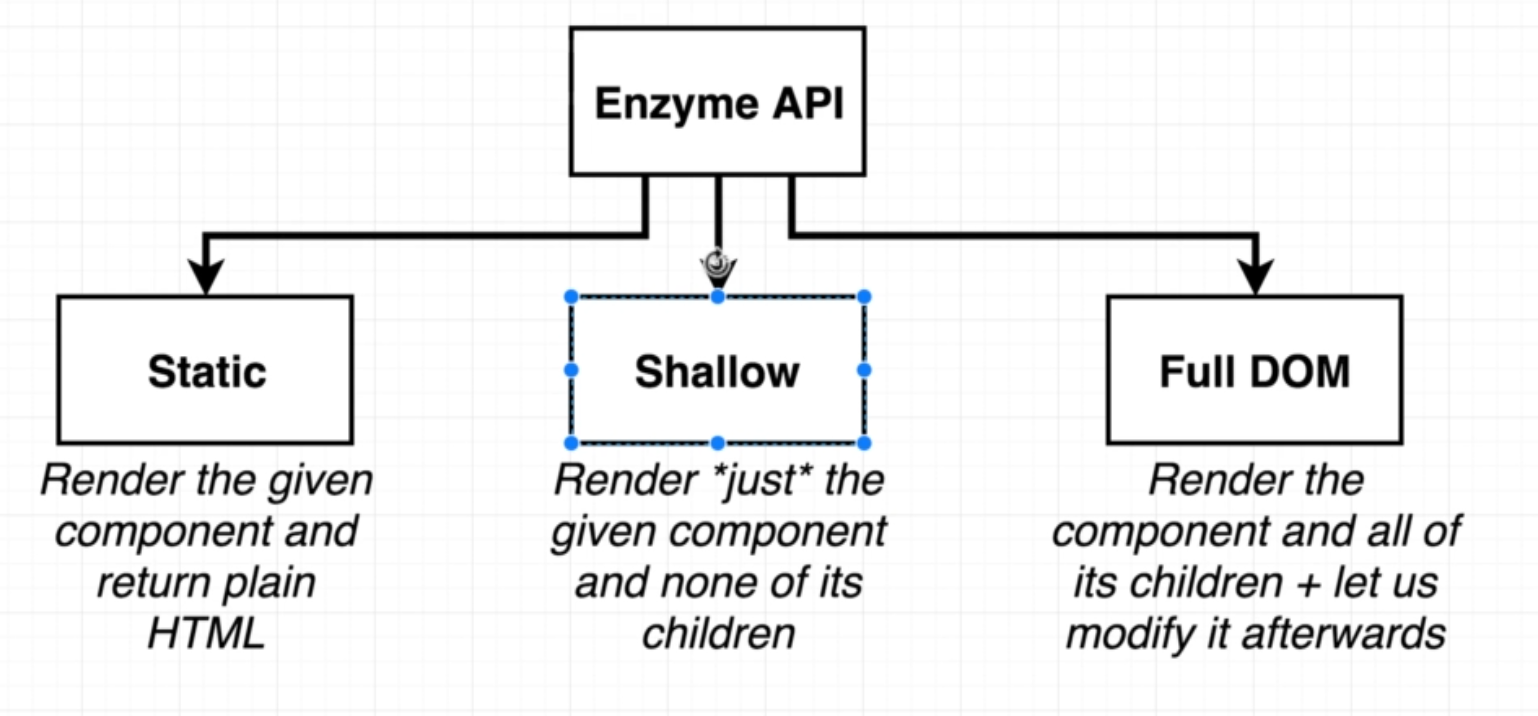 Enzyme API
Static
Shallow
Full DOM
Render the given
component and
return plain
HTML
Render *just* the
given component
and none of its
children
Render the
component and all of
its children + let us
modify it afterwards